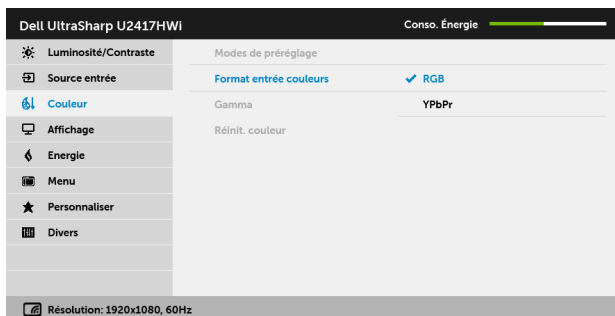 Dell UltraSharp U2417HWi
Conso. Énergie
Luminosité/Contraste
Modes de préréglage
Source entrée
Format entrée couleurs
RGB
Couleur
Gamma
YPbPr
Affichage
Réinit. couleur
Energie
Menu
Personnaliser
Divers
Résolution: 1920x1080, 60Hz